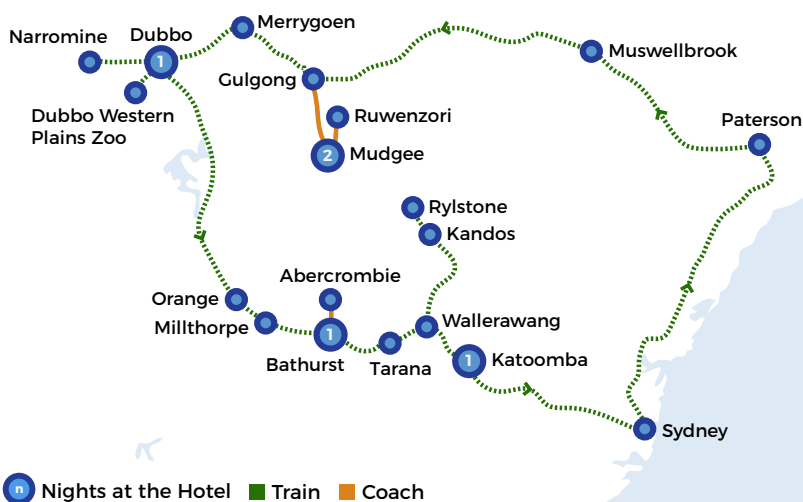 Merrygoen
Narromine
Dubbo
1
Muswellbrook
Gulgong
Dubbo Western
Plains Zoo
Ruwenzori
Paterson
2
Mudgee
Rylstone
Kandos
Abercrombie
Orange
Millthorpe
Wallerawang
1
Bathurst
Tarana
1
Katoomba
Sydney
n
Nights at the Hotel
Train
Coach